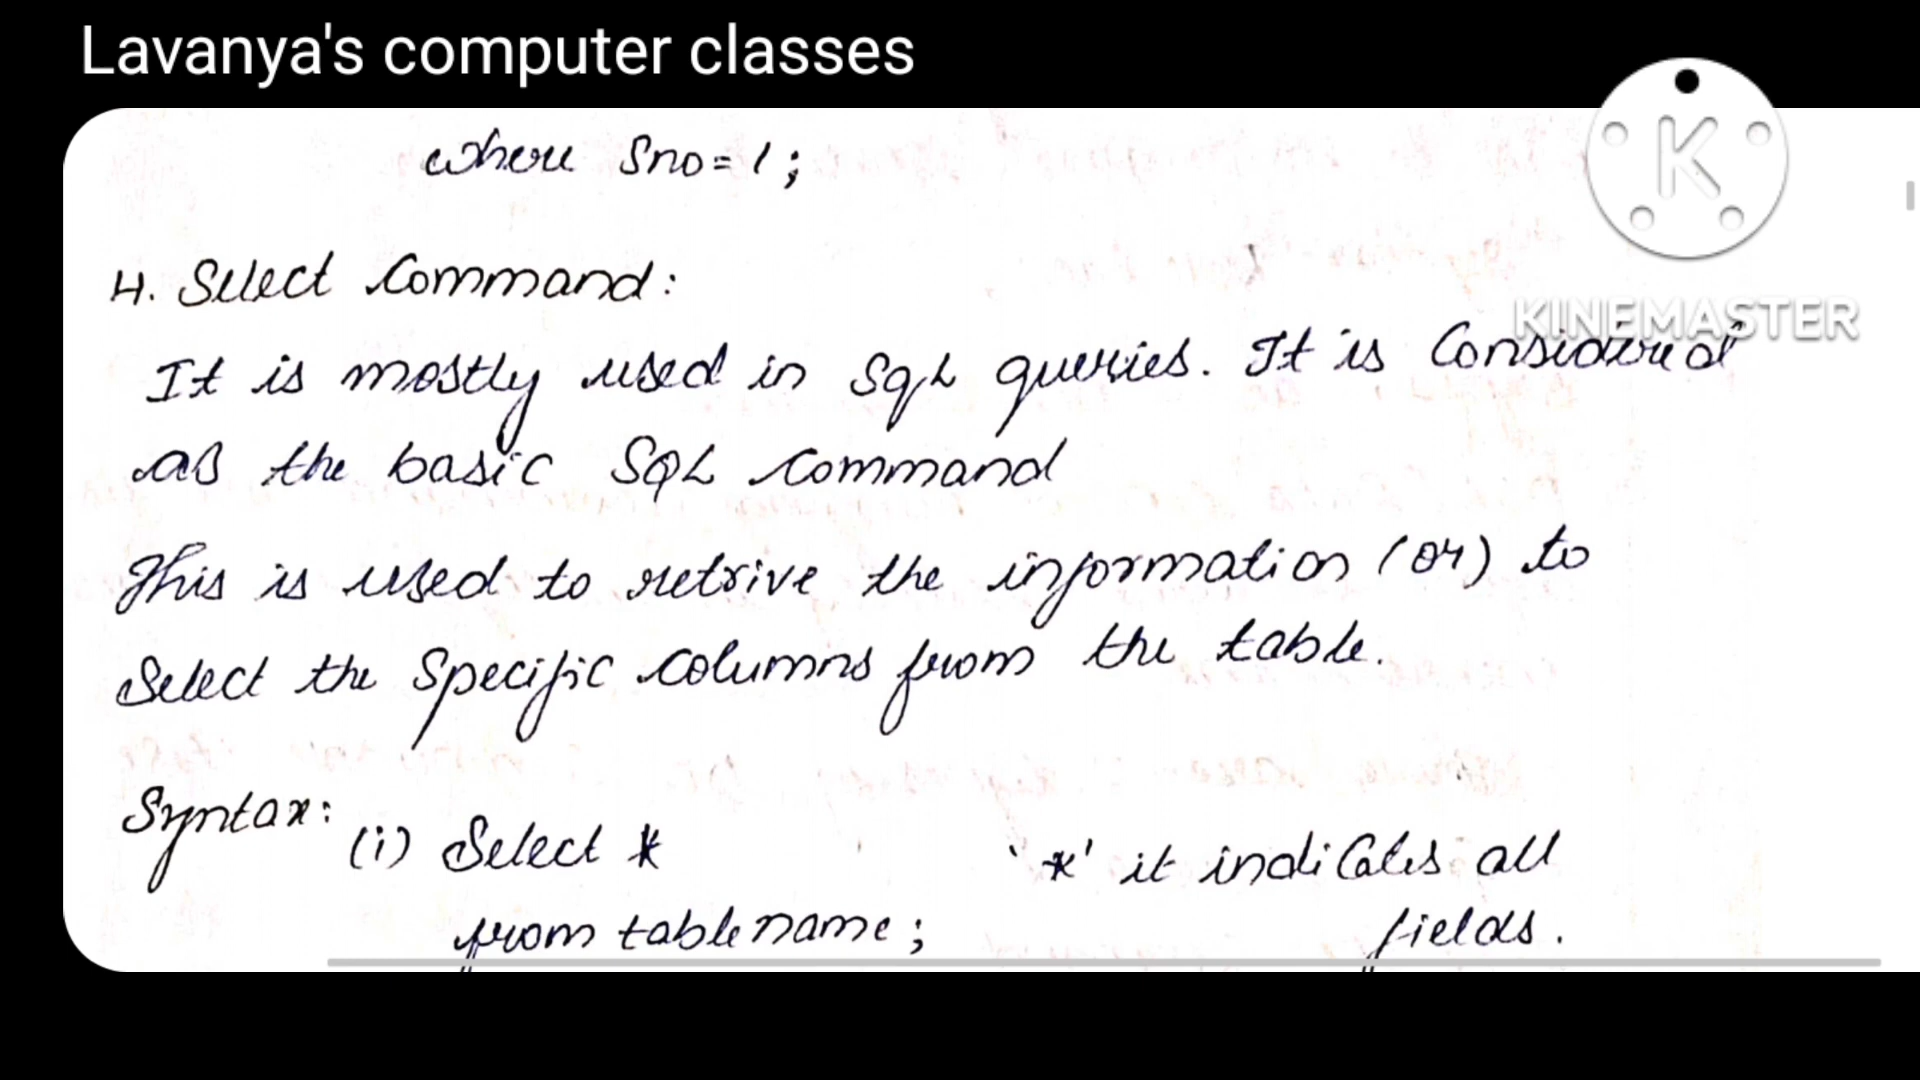 Lavanya's computer classes
where Sno=1;
4. Select Command:
KINEMASTER
It is mostly used in SqL queries. It is Considered
as the basic SQL command
This is used to retrive the information (or) to
Select the Specific columns from the table.
Syntax:
(i) Select *
'*' it indicates all
from tablename;
fields.